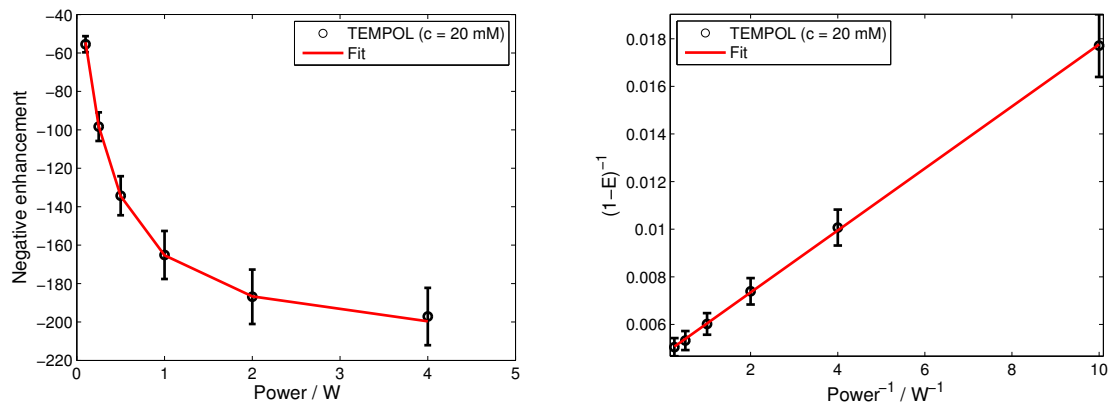 −40
−60
−80
−100
−120
−140
−160
−180
−200
−220
0 1 2 3 4 5
Negative enhancement
Power / W
TEMPOL (c = 20 mM)
Fit
0.018
0.016
0.014
0.012
0.01
0.008
0.006
2 4 6 8 10
(1−E)⁻¹
Power⁻¹ / W⁻¹
TEMPOL (c = 20 mM)
Fit